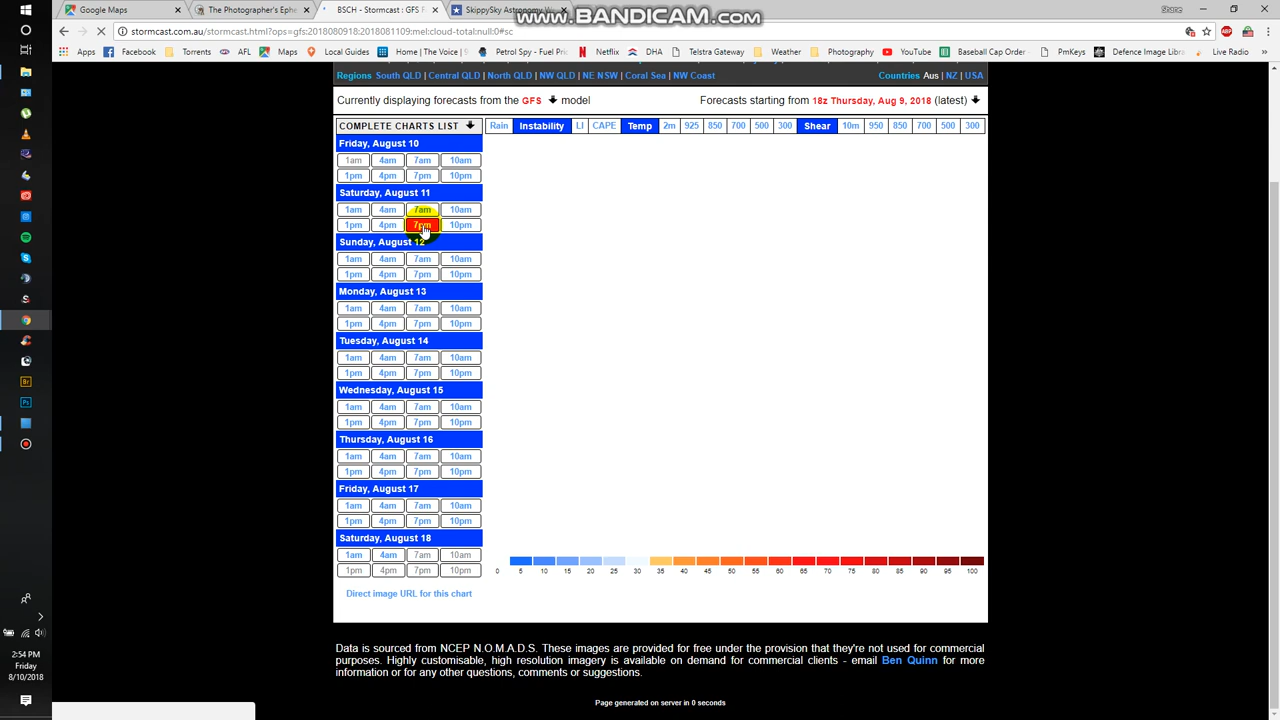 www.BANDICAM.com
Google Maps
The Photographer's Ephe
BSCH - Stormcast : GFS F
SkippySky Astronomy W
Share
stormcast.com.au/stormcast.html?ops=gfs:2018080918:2018081109:mel:cloud-total:null:0#sc
Apps Facebook Torrents AFL Maps Local Guides Home | The Voice Petrol Spy - Fuel Pric Netflix DHA Telstra Gateway Weather Photography YouTube Baseball Cap Order PmKeys Defence Image Libr Live Radio »
Regions South QLD | Central QLD | North QLD | NW QLD | NE NSW | Coral Sea | NW Coast
Countries Aus | NZ | USA
Currently displaying forecasts from the GFS model
Forecasts starting from 18z Thursday, Aug 9, 2018 (latest)
COMPLETE CHARTS LIST
Rain Instability LI CAPE Temp 2m 925 850 700 500 300 Shear 10m 950 850 700 500 300
Friday, August 10
1am 4am 7am 10am
1pm 4pm 7pm 10pm
Saturday, August 11
1am 4am 7am 10am
1pm 4pm 7pm 10pm
Sunday, August 12
1am 4am 7am 10am
1pm 4pm 7pm 10pm
Monday, August 13
1am 4am 7am 10am
1pm 4pm 7pm 10pm
Tuesday, August 14
1am 4am 7am 10am
1pm 4pm 7pm 10pm
Wednesday, August 15
1am 4am 7am 10am
1pm 4pm 7pm 10pm
Thursday, August 16
1am 4am 7am 10am
1pm 4pm 7pm 10pm
Friday, August 17
1am 4am 7am 10am
1pm 4pm 7pm 10pm
Saturday, August 18
1am 4am 7am 10am
1pm 4pm 7pm 10pm
0 5 10 15 20 25 30 35 40 45 50 55 60 65 70 75 80 85 90 95 100
Direct image URL for this chart
Data is sourced from NCEP N.O.M.A.D.S. These images are provided for free under the provision that they're not used for commercial
purposes. Highly customisable, high resolution imagery is available on demand for commercial clients - email Ben Quinn for more
information or for any other questions, comments or suggestions.
Page generated on server in 0 seconds
2:54 PM
Friday
8/10/2018